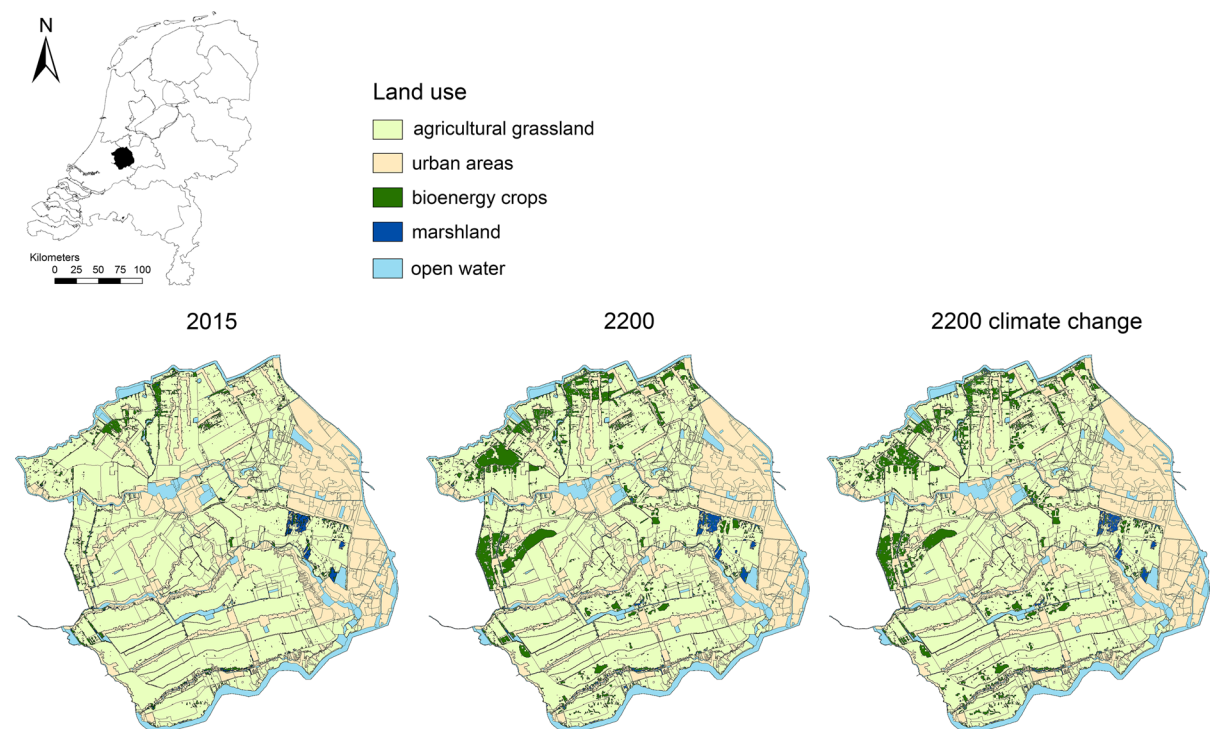 N
Kilometers
0 25 50 75 100
Land use
agricultural grassland
urban areas
bioenergy crops
marshland
open water
2015
2200
2200 climate change